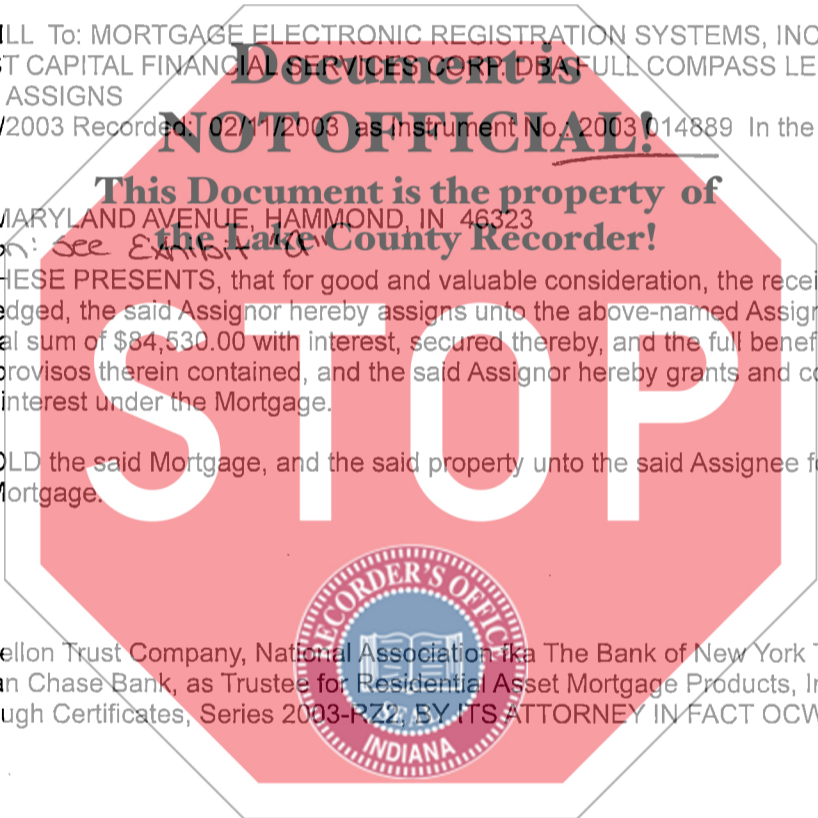 LL To: MORTGAGE ELECTRONIC REGISTRATION SYSTEMS, INC
Document is
T CAPITAL FINANCIAL SERVICES CORP. DBA FULL COMPASS LE
ASSIGNS
/2003 Recorded: 02/11/2003 as Instrument No.: 2003 014889 In the
NOT OFFICIAL!
This Document is the property of
MARYLAND AVENUE, HAMMOND, IN 46323
the Lake County Recorder!
n: See Exhibit "A"
HESE PRESENTS, that for good and valuable consideration, the recei
edged, the said Assignor hereby assigns unto the above-named Assign
al sum of $84,530.00 with interest, secured thereby, and the full benef
rovisos therein contained, and the said Assignor hereby grants and co
interest under the Mortgage.
STOP
OLD the said Mortgage, and the said property unto the said Assignee fo
Mortgage.
RECORDER'S OFFICE
ellon Trust Company, National Association fka The Bank of New York T
an Chase Bank, as Trustee for Residential Asset Mortgage Products, In
ugh Certificates, Series 2003-RZ2, BY ITS ATTORNEY IN FACT OCW
SEAL
INDIANA